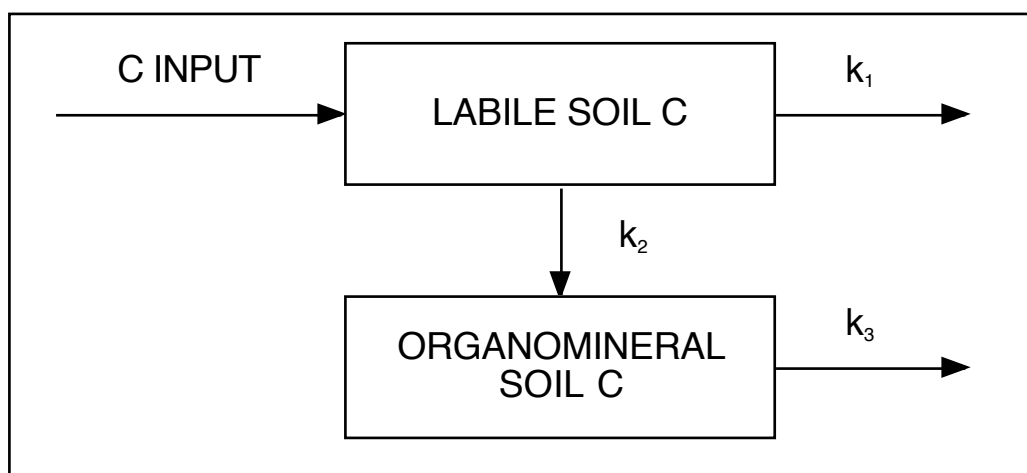 C INPUT
LABILE SOIL C
k₁
k₂
ORGANOMINERAL
SOIL C
k₃